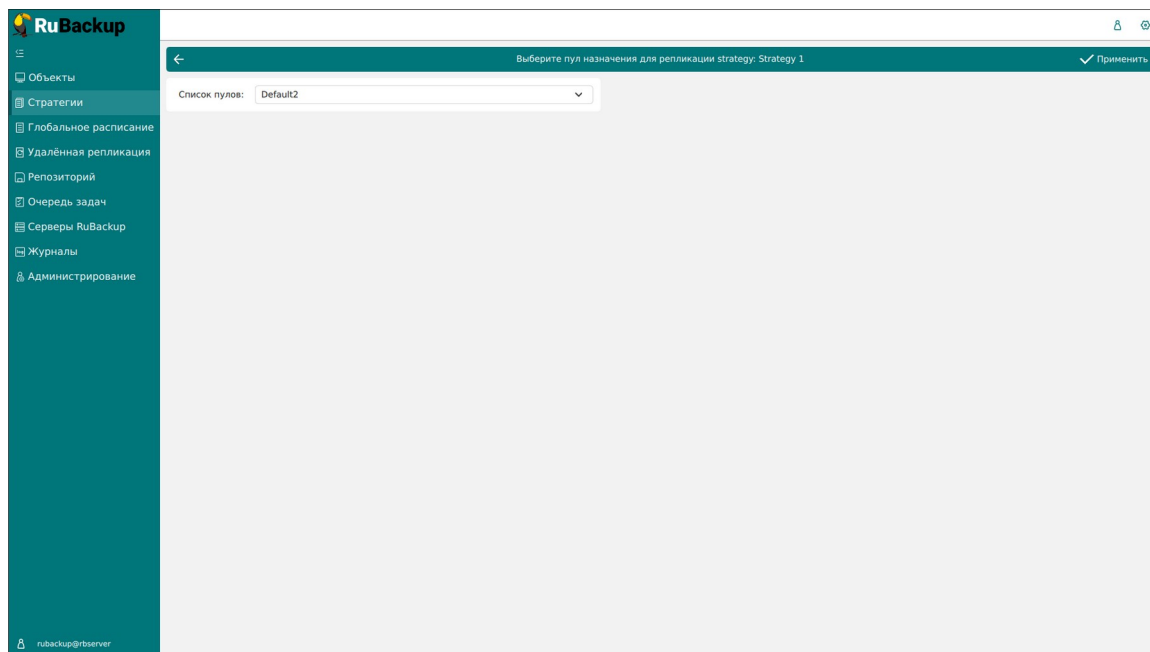 RuBackup
Выберите пул назначения для репликации strategy: Strategy 1
Применить
Объекты
Стратегии
Глобальное расписание
Удалённая репликация
Репозиторий
Очередь задач
Серверы RuBackup
Журналы
Администрирование
Список пулов: Default2
rubackup@rbserver